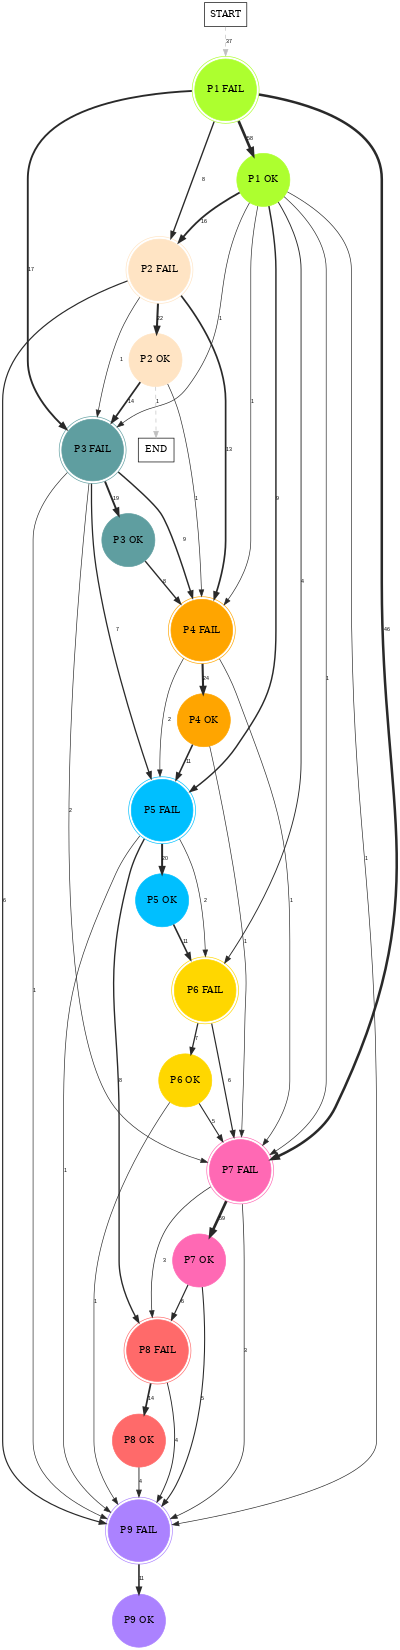 START
37
P1 FAIL
58
P1 OK
8
16
P2 FAIL
17
22
1
P2 OK
1
14
1
1
13
9
46
P3 FAIL
END
19
9
P3 OK
8
4
7
P4 FAIL
24
1
2
P4 OK
11
2
P5 FAIL
1
20
6
P5 OK
2
1
11
1
P6 FAIL
1
7
6
P6 OK
5
1
P7 FAIL
1
P7 OK
3
6
5
3
P8 FAIL
14
4
P8 OK
4
P9 FAIL
11
P9 OK